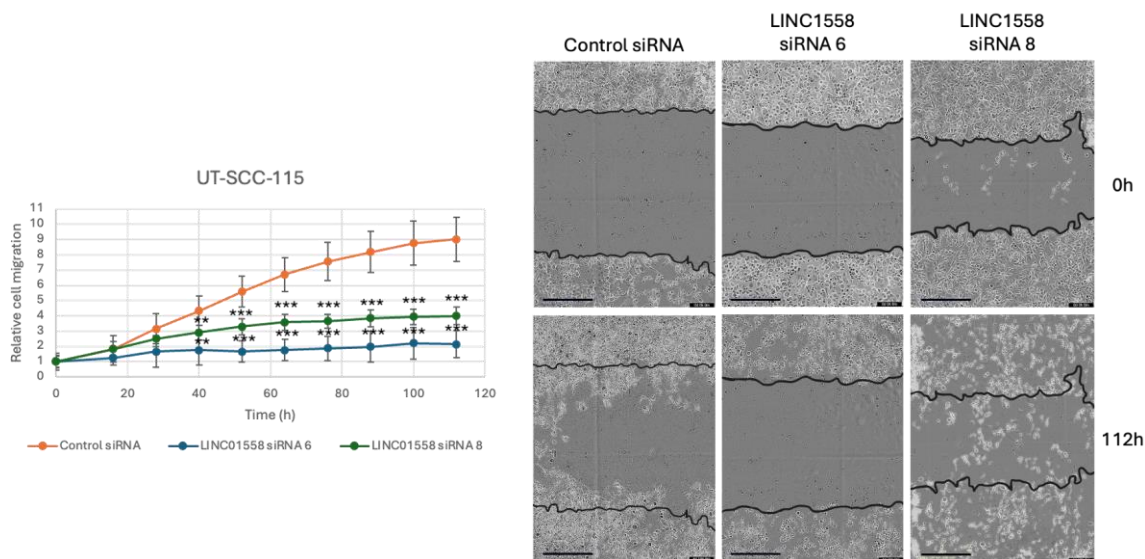 UT-SCC-115
Relative cell migration
11
10
9
8
7
6
5
4
3
2
1
0
** *** *** *** *** *** ***
** *** *** *** *** *** ***
0 20 40 60 80 100 120
Time (h)
Control siRNA LINC01558 siRNA 6 LINC01558 siRNA 8
Control siRNA
LINC1558
siRNA 6
LINC1558
siRNA 8
0h
112h